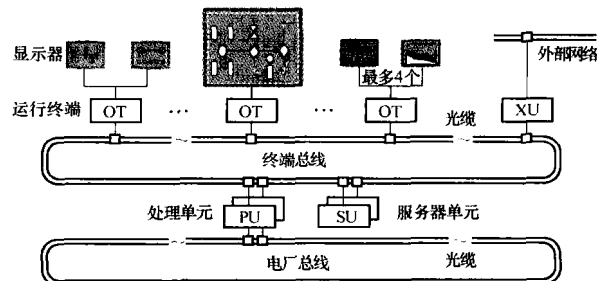 显示器
外部网络
最多4个
运行终端 OT … OT … OT XU
光缆
终端总线
处理单元 PU SU 服务器单元
电厂总线 光缆